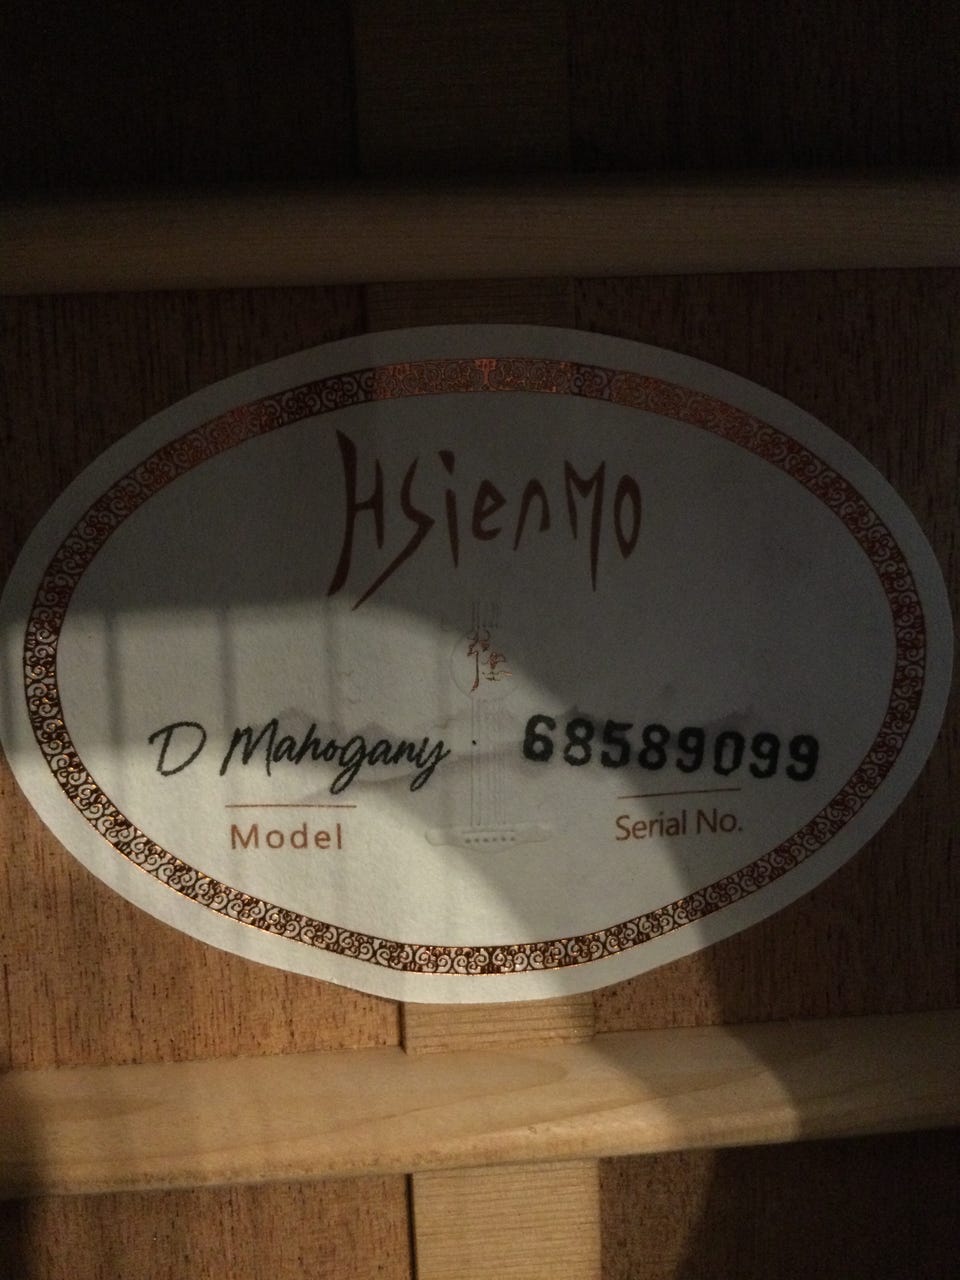 HsienMo
D Mahogany 68589099
Model Serial No.